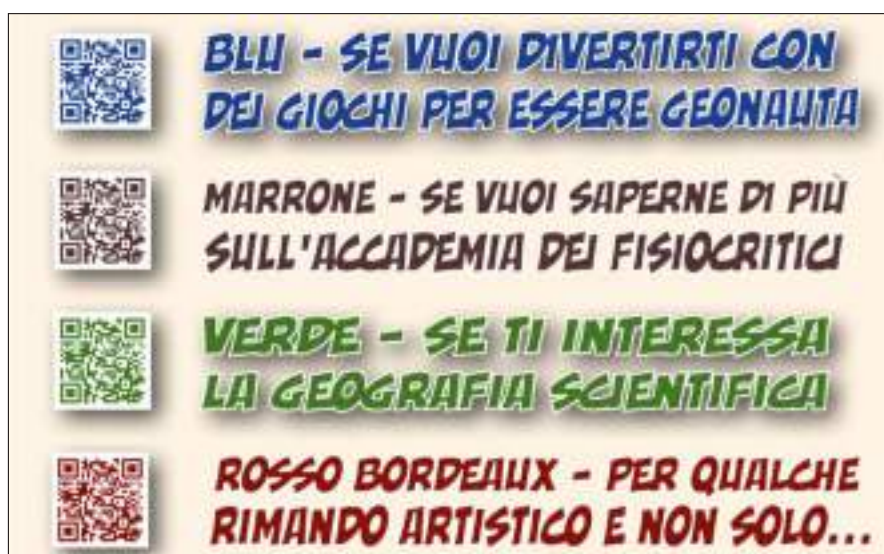 BLU - SE VUOI DIVERTIRTI CON
DEI GIOCHI PER ESSERE GEONAUTA
MARRONE - SE VUOI SAPERNE DI PIÙ
SULL'ACCADEMIA DEI FISIOCRITICI
VERDE - SE TI INTERESSA
LA GEOGRAFIA SCIENTIFICA
ROSSO BORDEAUX - PER QUALCHE
RIMANDO ARTISTICO E NON SOLO...